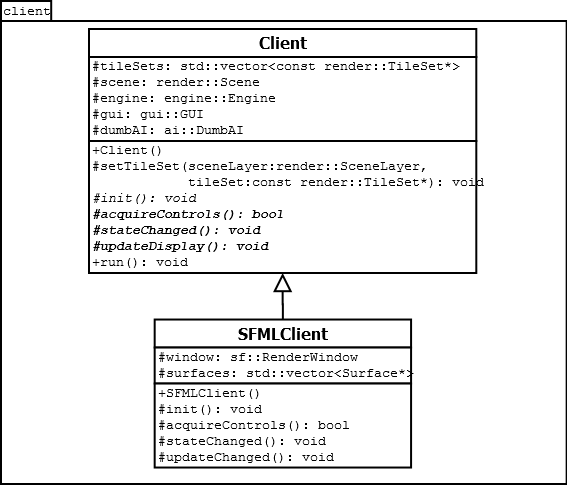 client
Client
#tileSets: std::vector<const render::TileSet*>
#scene: render::Scene
#engine: engine::Engine
#gui: gui::GUI
#dumbAI: ai::DumbAI
+Client()
#setTileSet(sceneLayer:render::SceneLayer,
tileSet:const render::TileSet*): void
#init(): void
#acquireControls(): bool
#stateChanged(): void
#updateDisplay(): void
+run(): void
SFMLClient
#window: sf::RenderWindow
#surfaces: std::vector<Surface*>
+SFMLClient()
#init(): void
#acquireControls(): bool
#stateChanged(): void
#updateChanged(): void